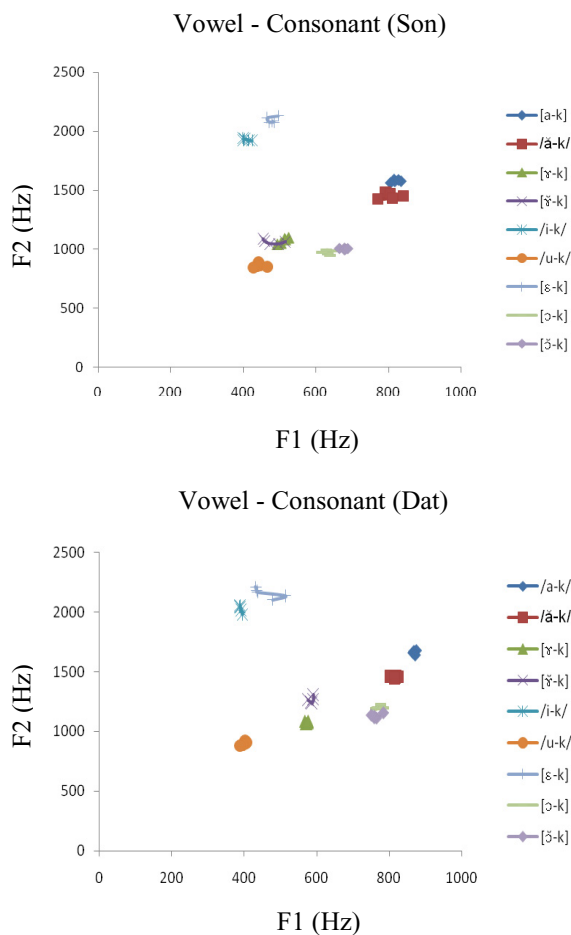 Vowel - Consonant (Son)
2500
2000
1500
1000
500
0
0 200 400 600 800 1000
F2 (Hz)
F1 (Hz)
[a-k]
/ă-k/
[ɤ-k]
[ɤ̆-k]
/i-k/
/u-k/
[ɛ-k]
[ɔ-k]
[ɔ̆-k]
Vowel - Consonant (Dat)
2500
2000
1500
1000
500
0
0 200 400 600 800 1000
F2 (Hz)
F1 (Hz)
/a-k/
/ă-k/
[ɤ-k]
[ɤ̆-k]
/i-k/
/u-k/
[ɛ-k]
[ɔ-k]
[ɔ̆-k]